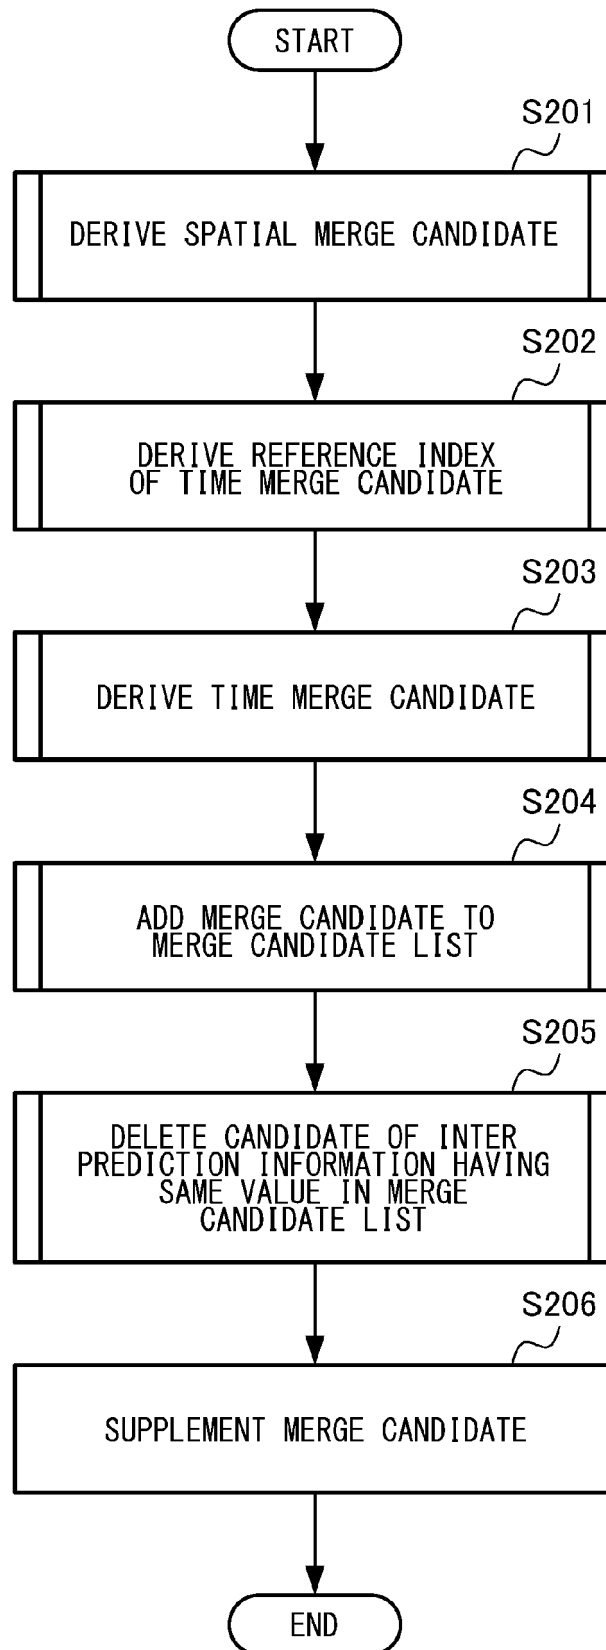 START
S201
DERIVE SPATIAL MERGE CANDIDATE
S202
DERIVE REFERENCE INDEX
OF TIME MERGE CANDIDATE
S203
DERIVE TIME MERGE CANDIDATE
S204
ADD MERGE CANDIDATE TO
MERGE CANDIDATE LIST
S205
DELETE CANDIDATE OF INTER
PREDICTION INFORMATION HAVING
SAME VALUE IN MERGE
CANDIDATE LIST
S206
SUPPLEMENT MERGE CANDIDATE
END